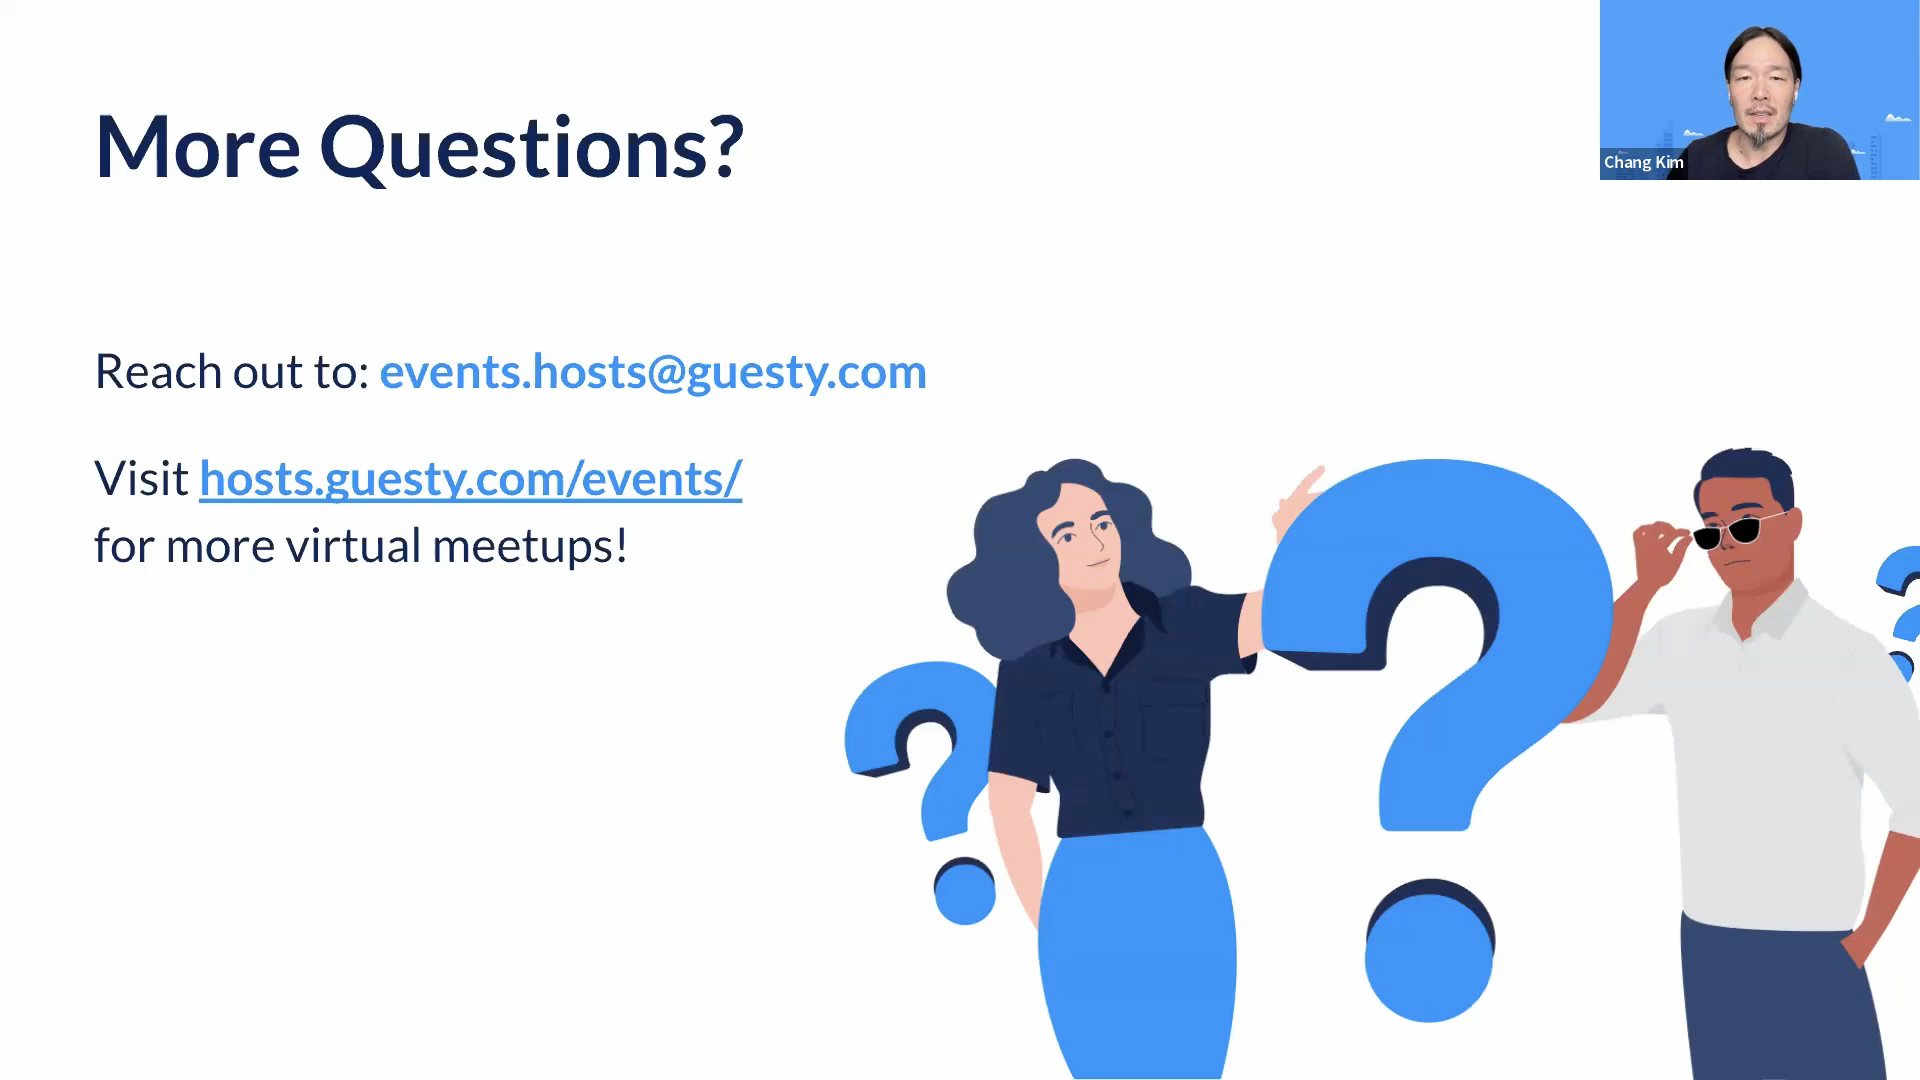 More Questions?
Chang Kim
Reach out to: events.hosts@guesty.com
Visit hosts.guesty.com/events/
for more virtual meetups!